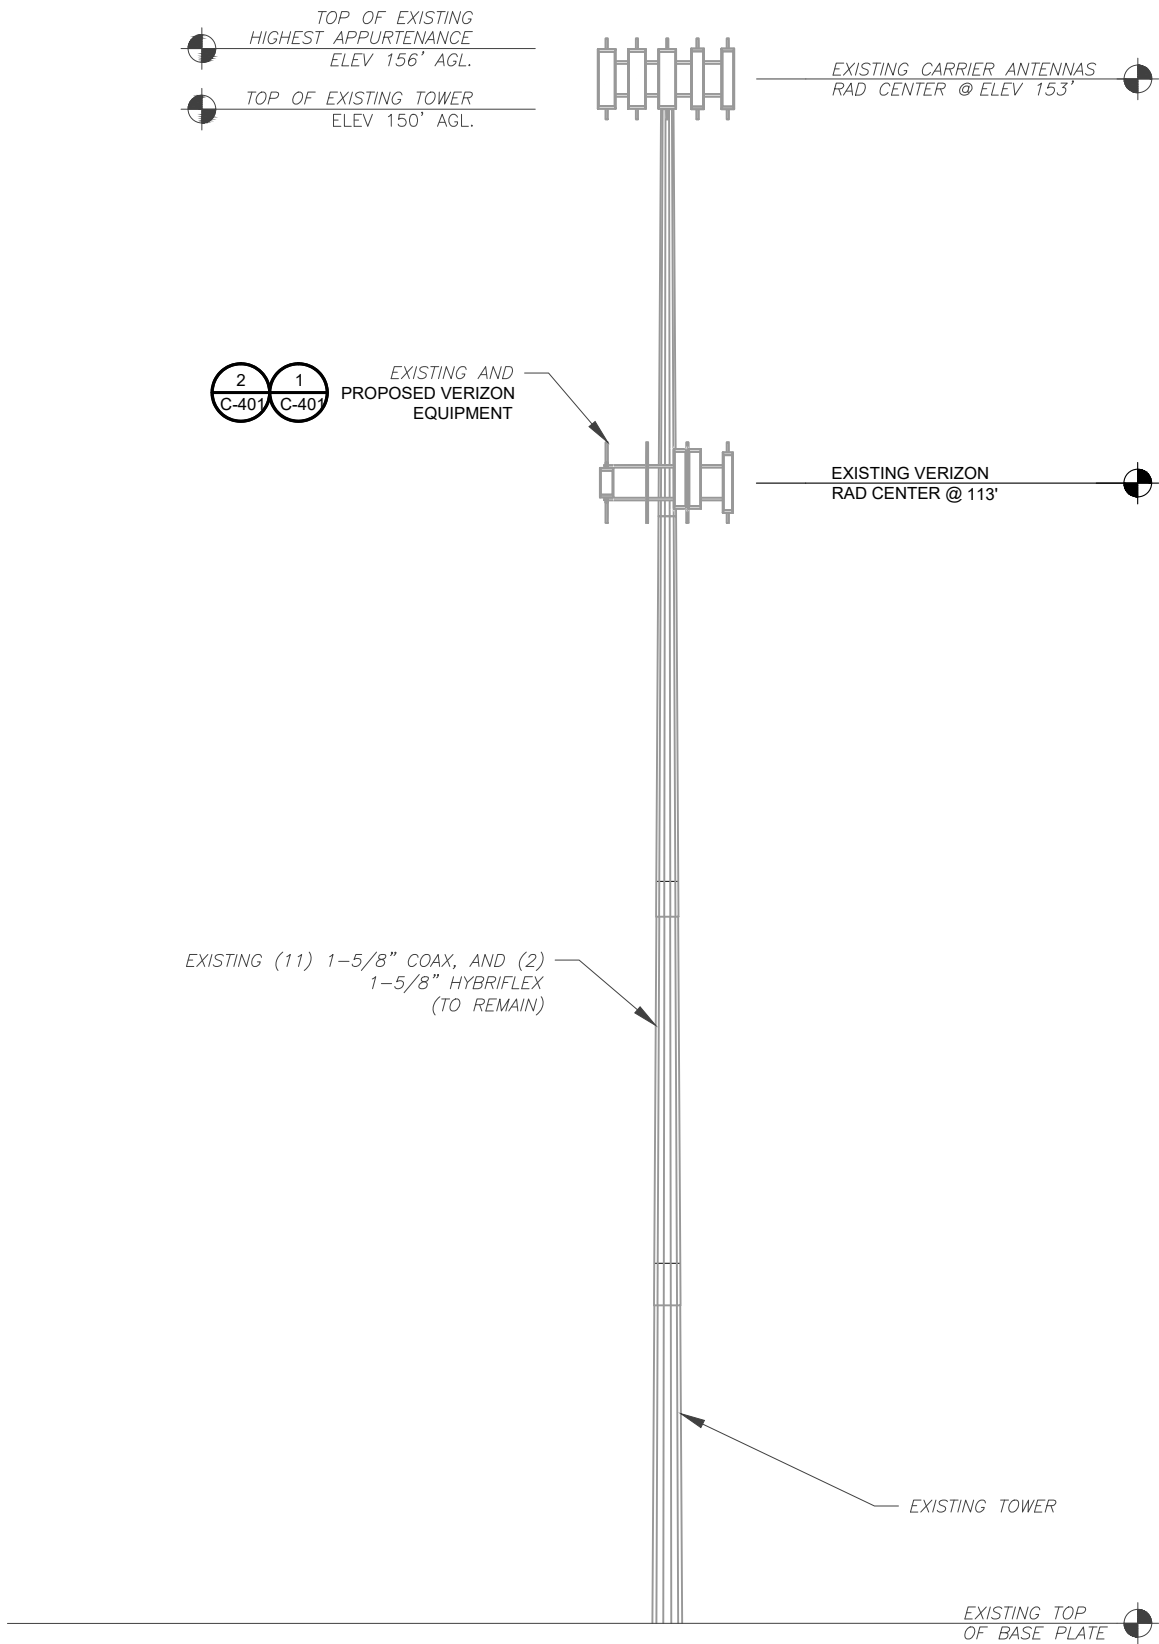 TOP OF EXISTING
HIGHEST APPURTENANCE
ELEV 156' AGL.
EXISTING CARRIER ANTENNAS
RAD CENTER @ ELEV 153'
TOP OF EXISTING TOWER
ELEV 150' AGL.
2
C-401
1
C-401
EXISTING AND
PROPOSED VERIZON
EQUIPMENT
EXISTING VERIZON
RAD CENTER @ 113'
EXISTING (11) 1-5/8" COAX, AND (2)
1-5/8" HYBRIFLEX
(TO REMAIN)
EXISTING TOWER
EXISTING TOP
OF BASE PLATE